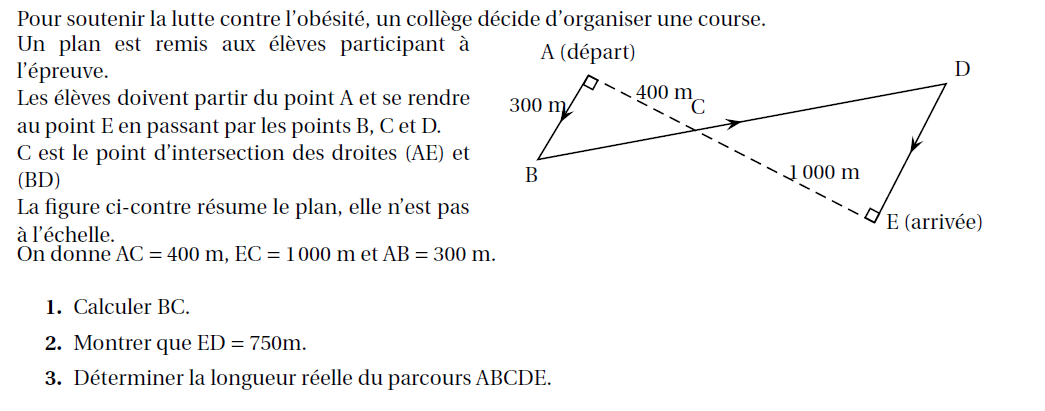 Pour soutenir la lutte contre l'obésité, un collège décide d'organiser une course.
Un plan est remis aux élèves participant à
l'épreuve.
Les élèves doivent partir du point A et se rendre
au point E en passant par les points B, C et D.
C est le point d'intersection des droites (AE) et
(BD)
La figure ci-contre résume le plan, elle n'est pas
à l'échelle.
On donne AC = 400 m, EC = 1 000 m et AB = 300 m.
A (départ)
D
400 m
300 m
C
B
1 000 m
E (arrivée)
1. Calculer BC.
2. Montrer que ED = 750m.
3. Déterminer la longueur réelle du parcours ABCDE.